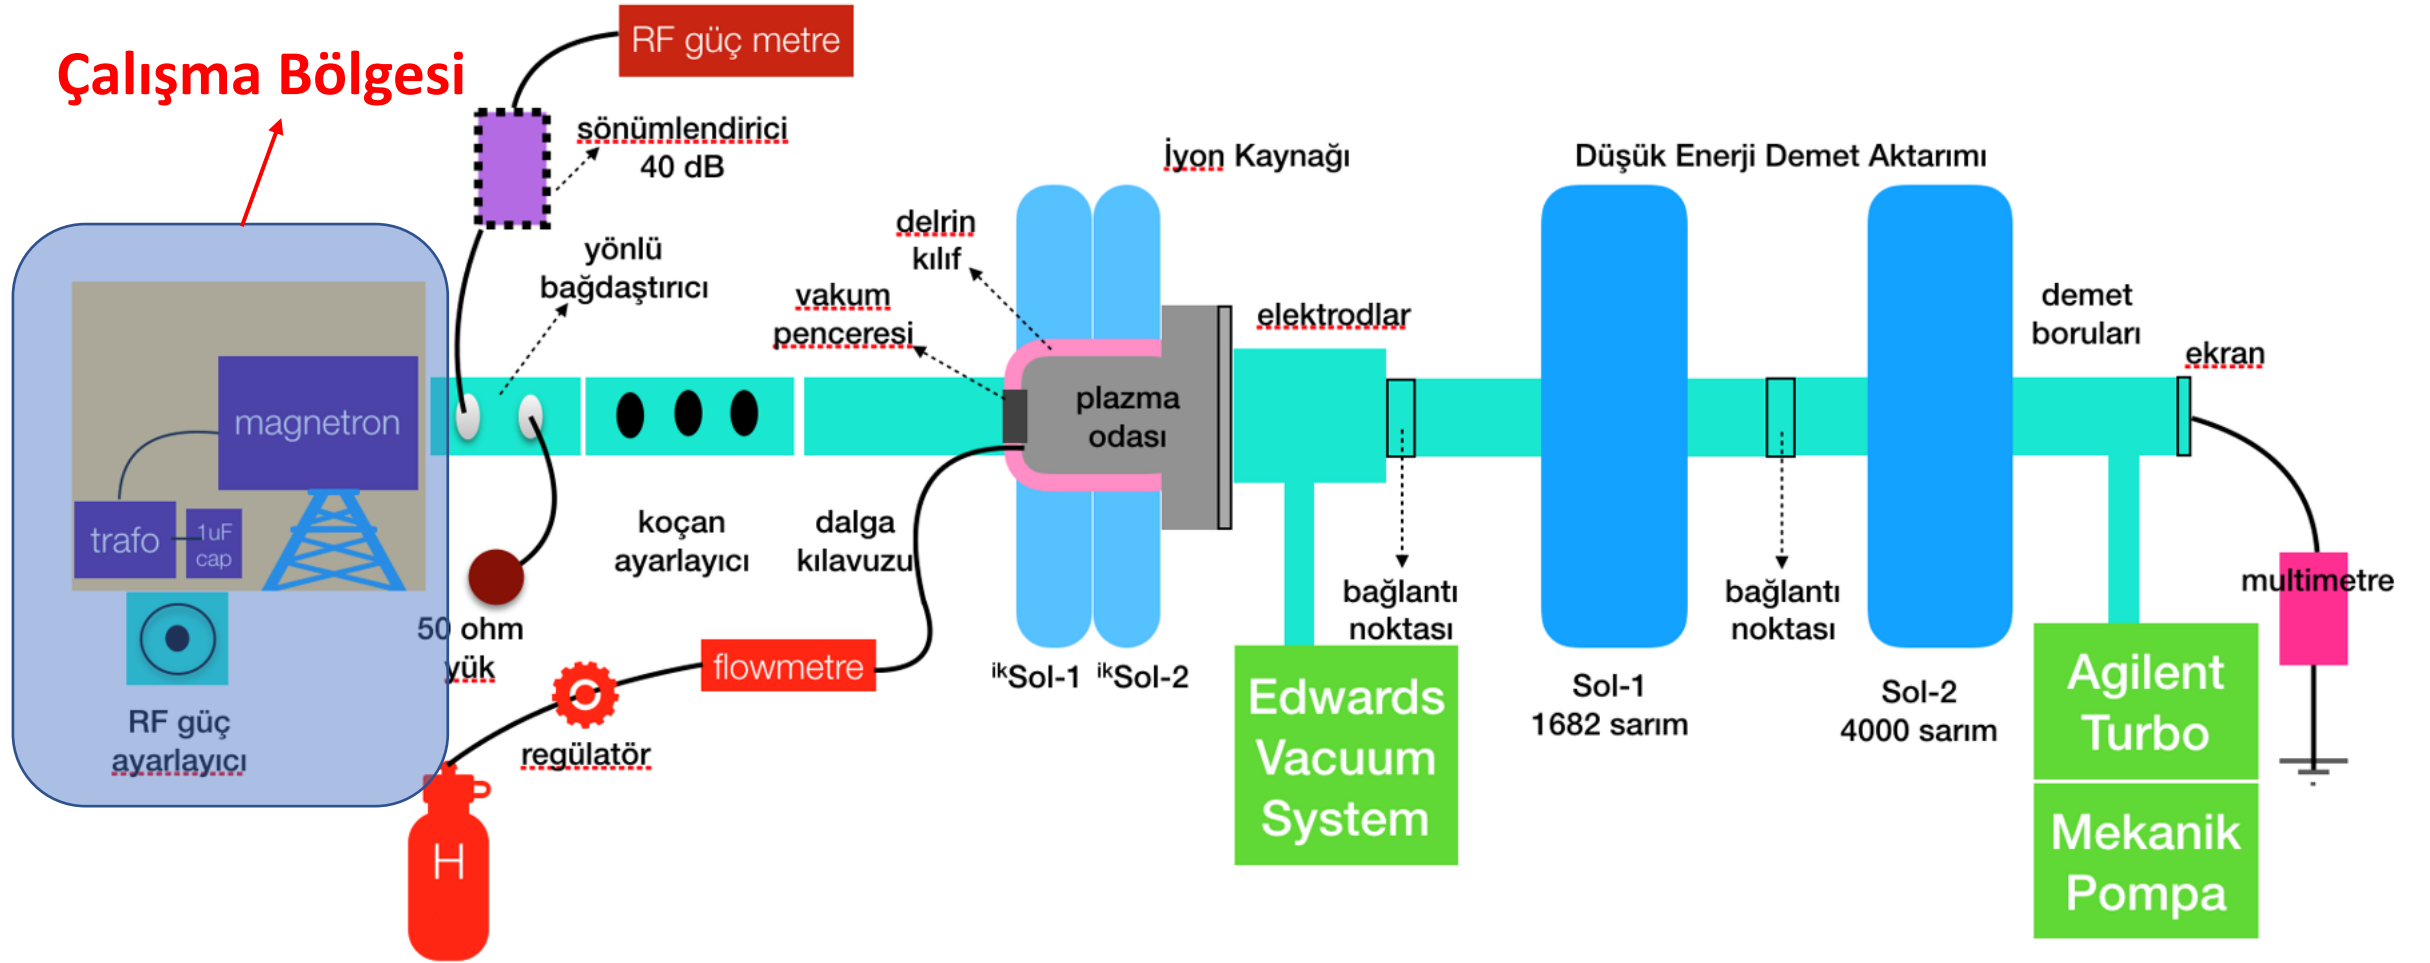 Çalışma Bölgesi
RF güç metre
sönümlendirici
40 dB
yönlü
bağdaştırıcı
magnetron
trafo
1uF
cap
RF güç
ayarlayıcı
50 ohm
yük
koçan
ayarlayıcı
dalga
kılavuzu
vakum
penceresi
delrin
kılıf
İyon Kaynağı
plazma
odası
elektrodlar
flowmetre
regülatör
H
ikSol-1
ikSol-2
bağlantı
noktası
Edwards
Vacuum
System
Düşük Enerji Demet Aktarımı
Sol-1
1682 sarım
bağlantı
noktası
Sol-2
4000 sarım
demet
boruları
ekran
multimetre
Agilent
Turbo
Mekanik
Pompa